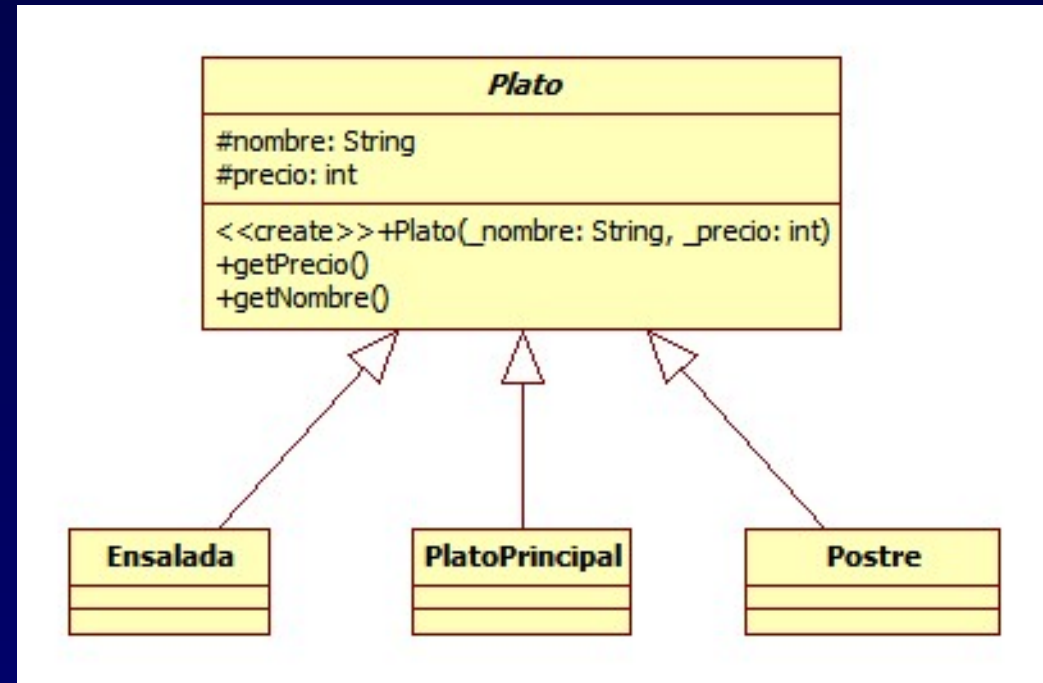 Plato
#nombre: String
#precio: int
<<create>>+Plato(_nombre: String, _precio: int)
+getPrecio()
+getNombre()
Ensalada
PlatoPrincipal
Postre